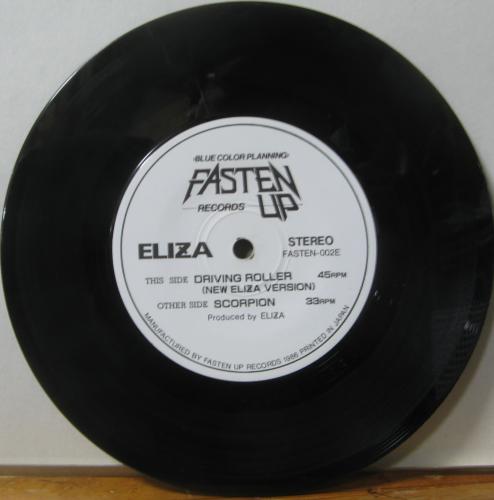 ‹BLUE COLOR PLANNING›
FASTEN UP
RECORDS
ELIZA
STEREO
FASTEN-002E
THIS SIDE DRIVING ROLLER 45RPM
(NEW ELIZA VERSION)
OTHER SIDE SCORPION 33RPM
Produced by ELIZA
MANUFACTURED BY FASTEN UP RECORDS 1986 PRINTED IN JAPAN